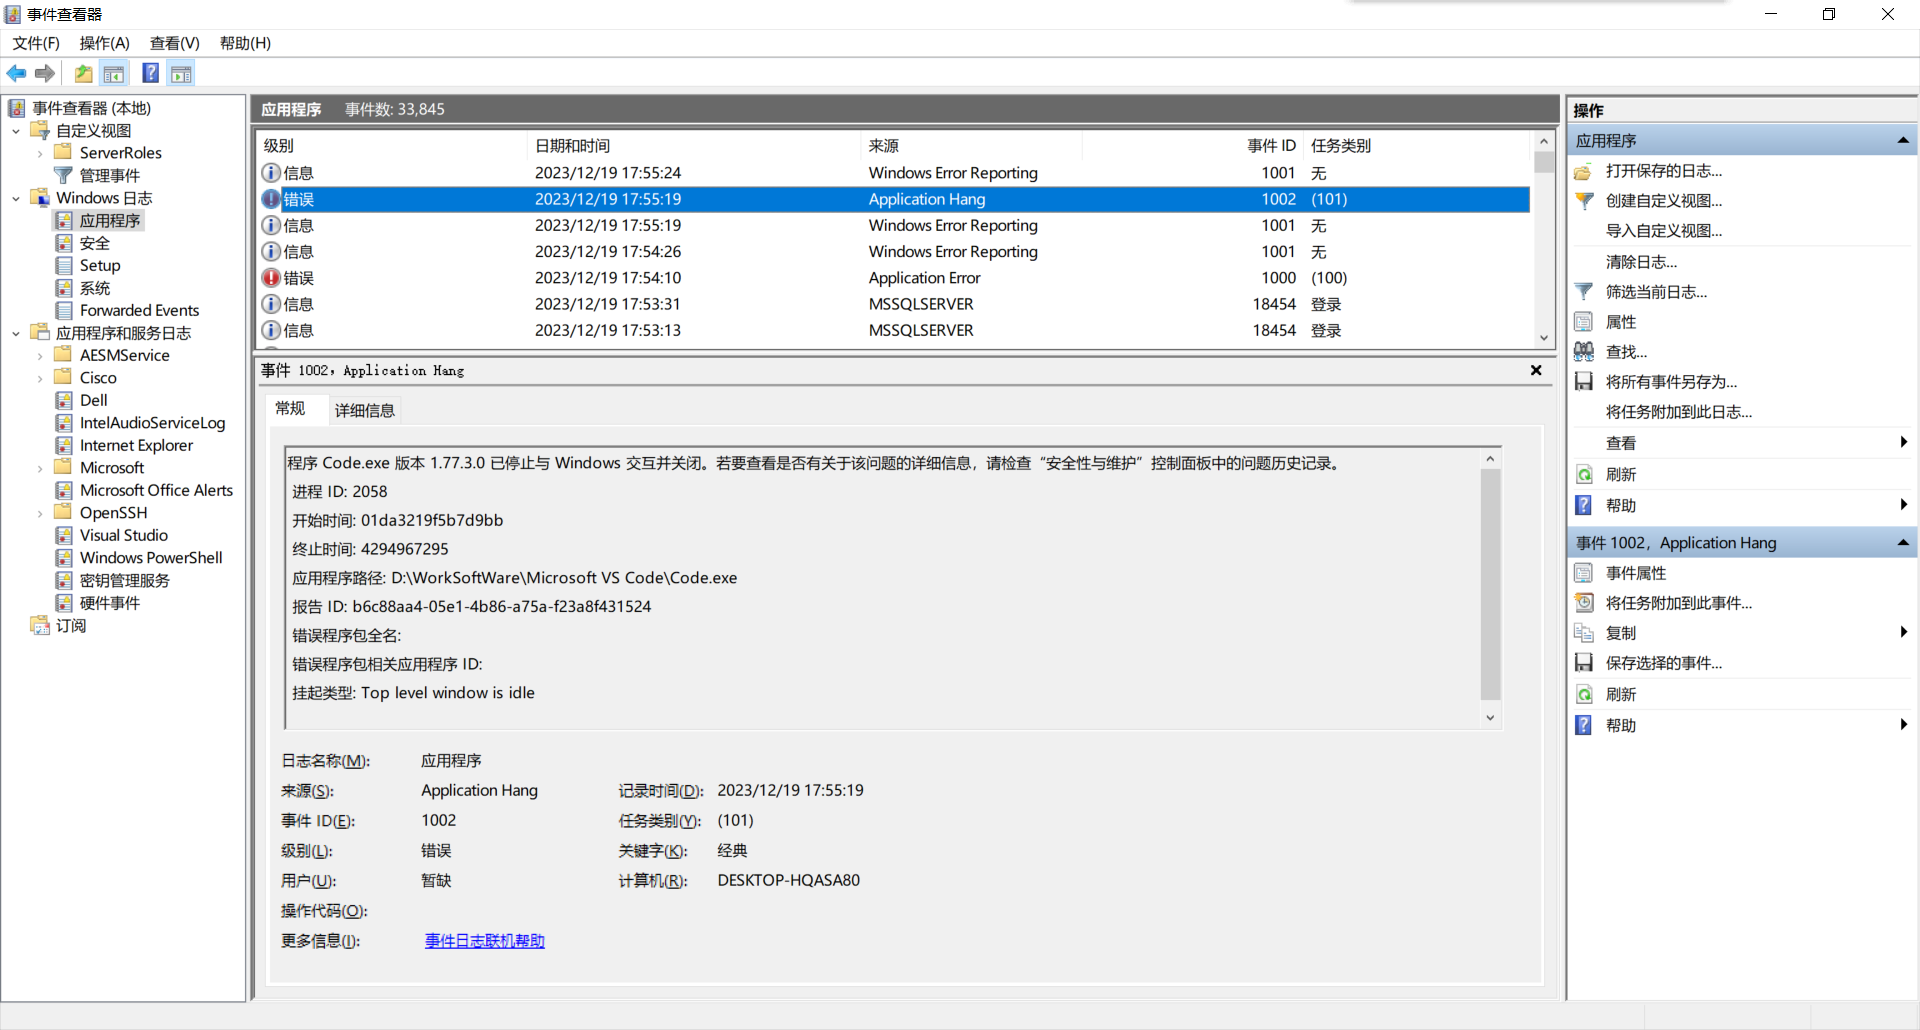 事件查看器
文件(F) 操作(A) 查看(V) 帮助(H)
事件查看器 (本地)
自定义视图
ServerRoles
管理事件
Windows 日志
应用程序
安全
Setup
系统
Forwarded Events
应用程序和服务日志
AESMService
Cisco
Dell
IntelAudioServiceLog
Internet Explorer
Microsoft
Microsoft Office Alerts
OpenSSH
Visual Studio
Windows PowerShell
密钥管理服务
硬件事件
订阅
应用程序 事件数: 33,845
级别 日期和时间 来源 事件 ID 任务类别
信息 2023/12/19 17:55:24 Windows Error Reporting 1001 无
错误 2023/12/19 17:55:19 Application Hang 1002 (101)
信息 2023/12/19 17:55:19 Windows Error Reporting 1001 无
信息 2023/12/19 17:54:26 Windows Error Reporting 1001 无
错误 2023/12/19 17:54:10 Application Error 1000 (100)
信息 2023/12/19 17:53:31 MSSQLSERVER 18454 登录
信息 2023/12/19 17:53:13 MSSQLSERVER 18454 登录
事件 1002，Application Hang
常规 详细信息
程序 Code.exe 版本 1.77.3.0 已停止与 Windows 交互并关闭。若要查看是否有关于该问题的详细信息，请检查“安全性与维护”控制面板中的问题历史记录。
进程 ID: 2058
开始时间: 01da3219f5b7d9bb
终止时间: 4294967295
应用程序路径: D:\WorkSoftWare\Microsoft VS Code\Code.exe
报告 ID: b6c88aa4-05e1-4b86-a75a-f23a8f431524
错误程序包全名:
错误程序包相关应用程序 ID:
挂起类型: Top level window is idle
日志名称(M): 应用程序
来源(S): Application Hang 记录时间(D): 2023/12/19 17:55:19
事件 ID(E): 1002 任务类别(Y): (101)
级别(L): 错误 关键字(K): 经典
用户(U): 暂缺 计算机(R): DESKTOP-HQASA80
操作代码(O):
更多信息(I): 事件日志联机帮助
操作
应用程序
打开保存的日志...
创建自定义视图...
导入自定义视图...
清除日志...
筛选当前日志...
属性
查找...
将所有事件另存为...
将任务附加到此日志...
查看
刷新
帮助
事件 1002，Application Hang
事件属性
将任务附加到此事件...
复制
保存选择的事件...
刷新
帮助